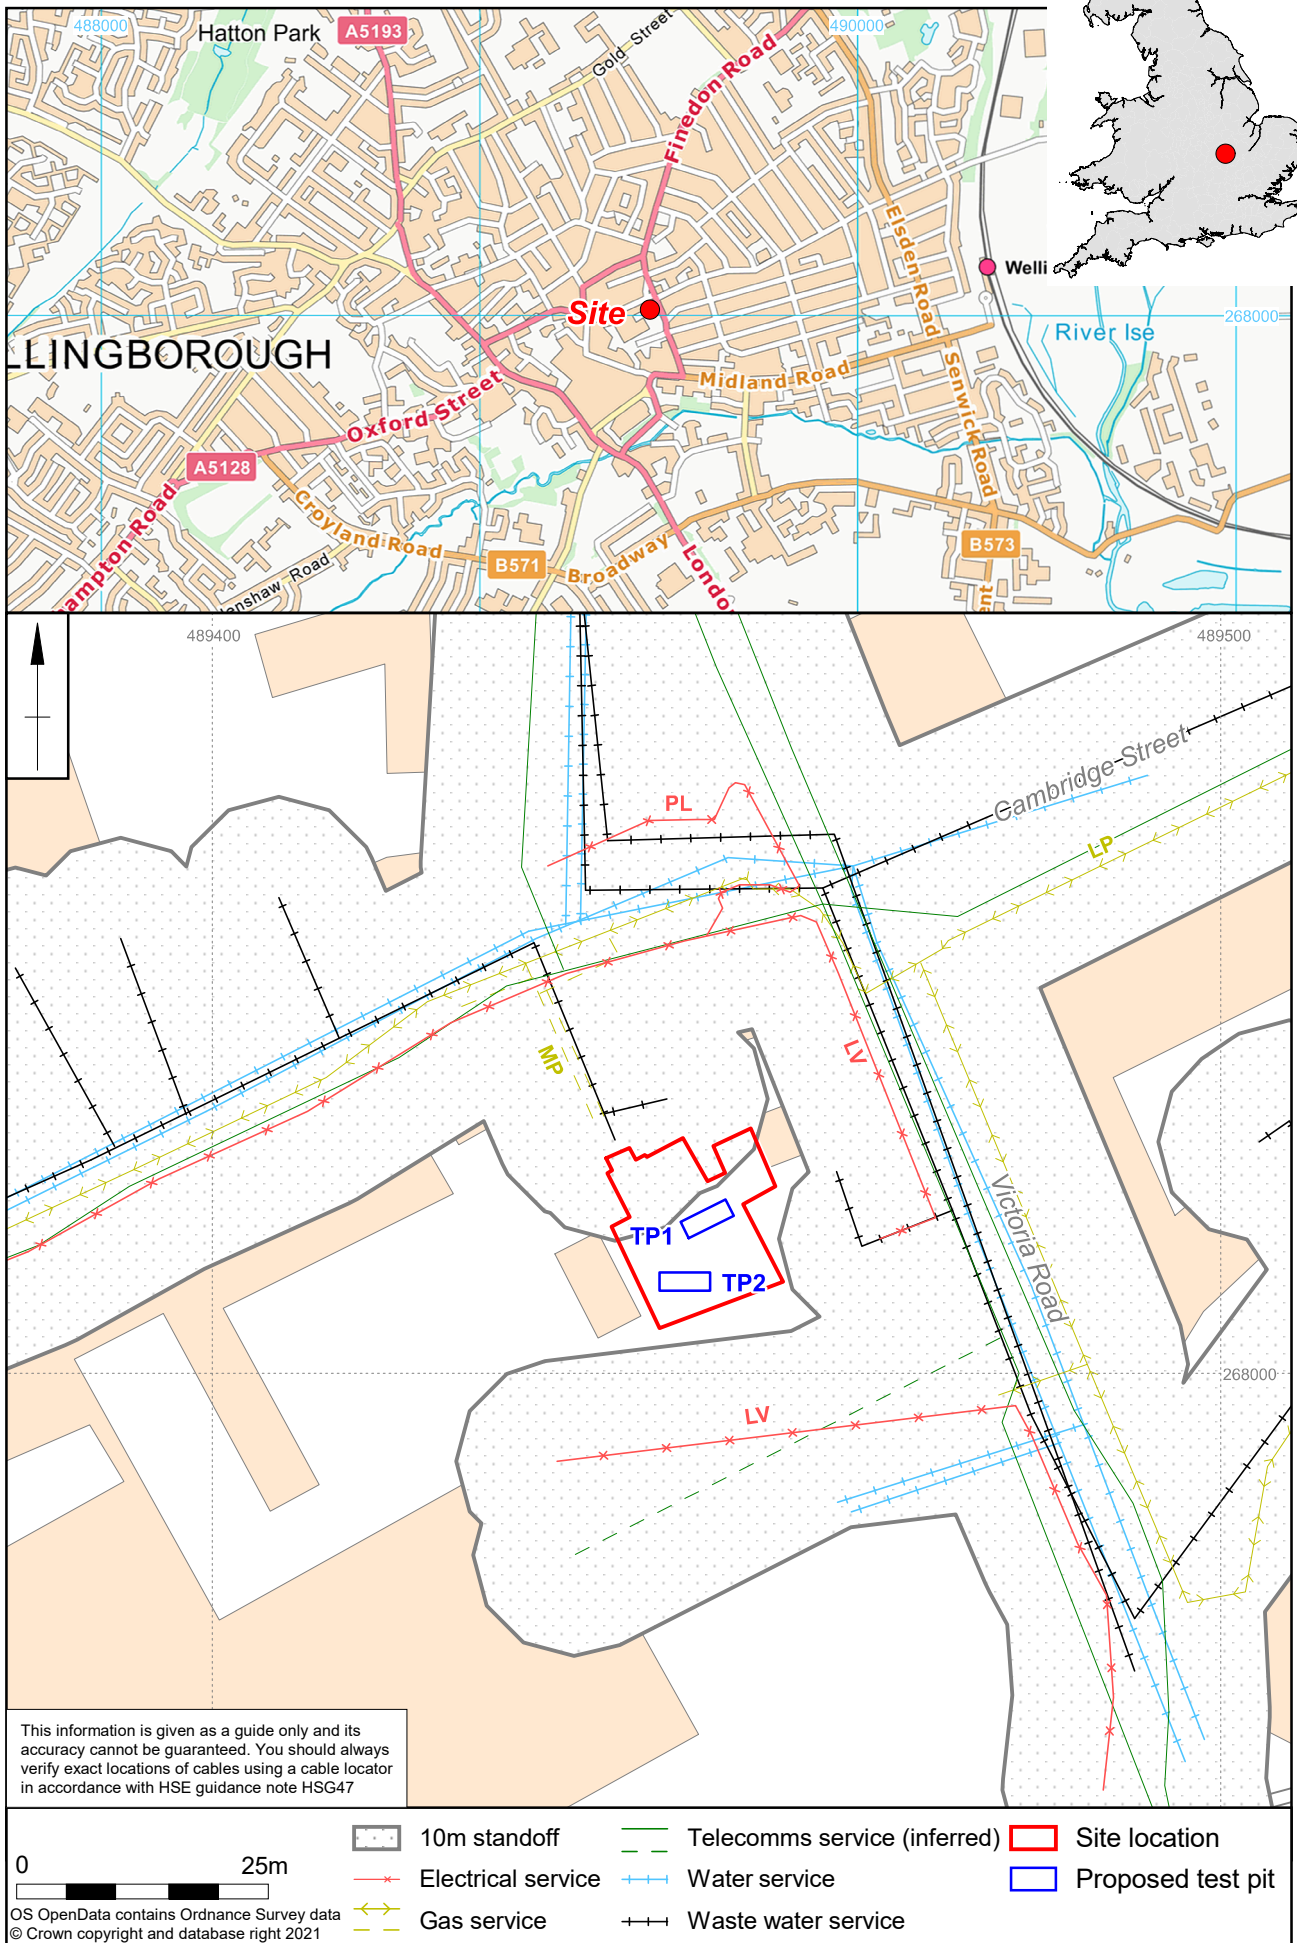 488000
Hatton Park
A5193
Gold Street
Finedon Road
490000
Elsden Road
Welli
Site
268000
River Ise
LLINGBOROUGH
Midland Road
Oxford Street
Senwick Road
A5128
Croyland Road
hampton Road
B571
Broadway
B573
London
enshaw Road
ent
489400
489500
Cambridge Street
PL
LP
LV
MP
Victoria Road
TP1
TP2
268000
LV
This information is given as a guide only and its
accuracy cannot be guaranteed. You should always
verify exact locations of cables using a cable locator
in accordance with HSE guidance note HSG47
0 25m
OS OpenData contains Ordnance Survey data
© Crown copyright and database right 2021
10m standoff
Electrical service
Gas service
Telecomms service (inferred)
Water service
Waste water service
Site location
Proposed test pit